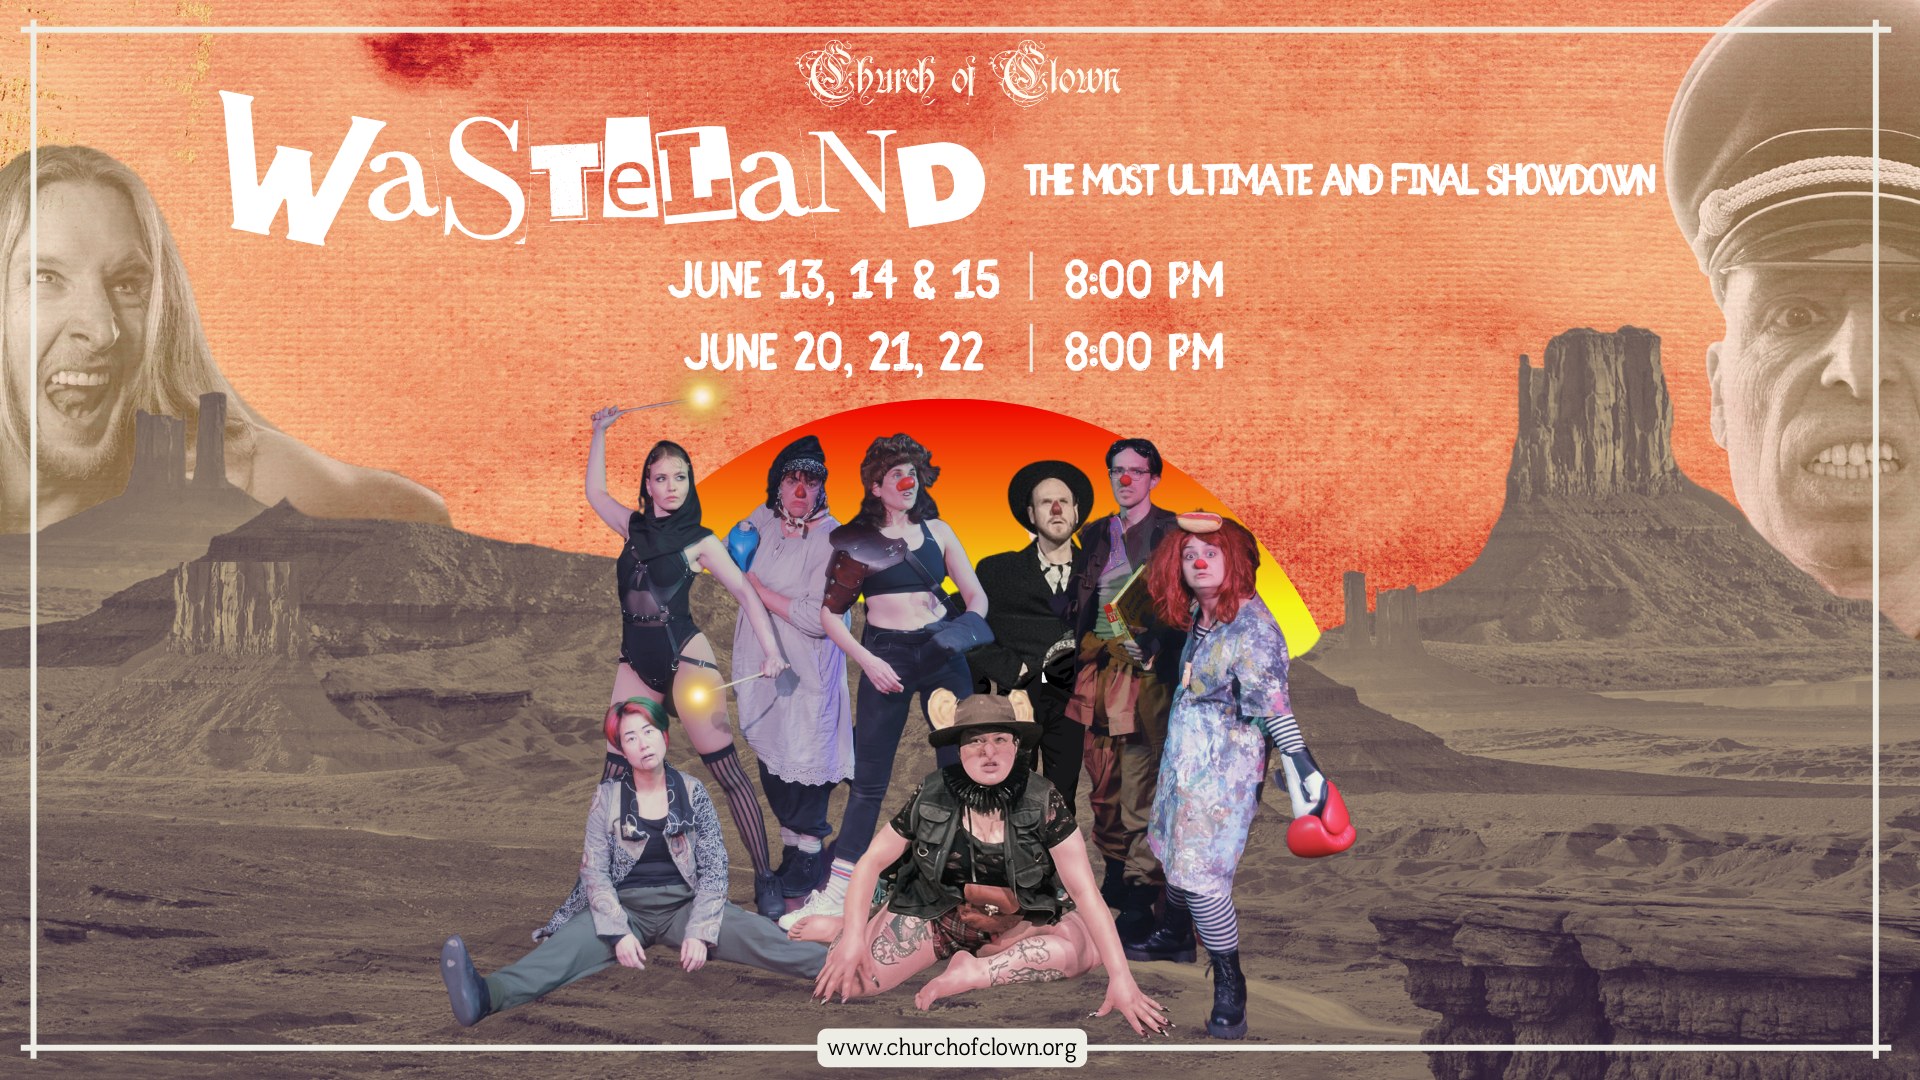 Church of Clown
WaSTeLaND
THE MOST ULTIMATE AND FINAL SHOWDOWN
JUNE 13, 14 & 15 | 8:00 PM
JUNE 20, 21, 22 | 8:00 PM
www.churchofclown.org